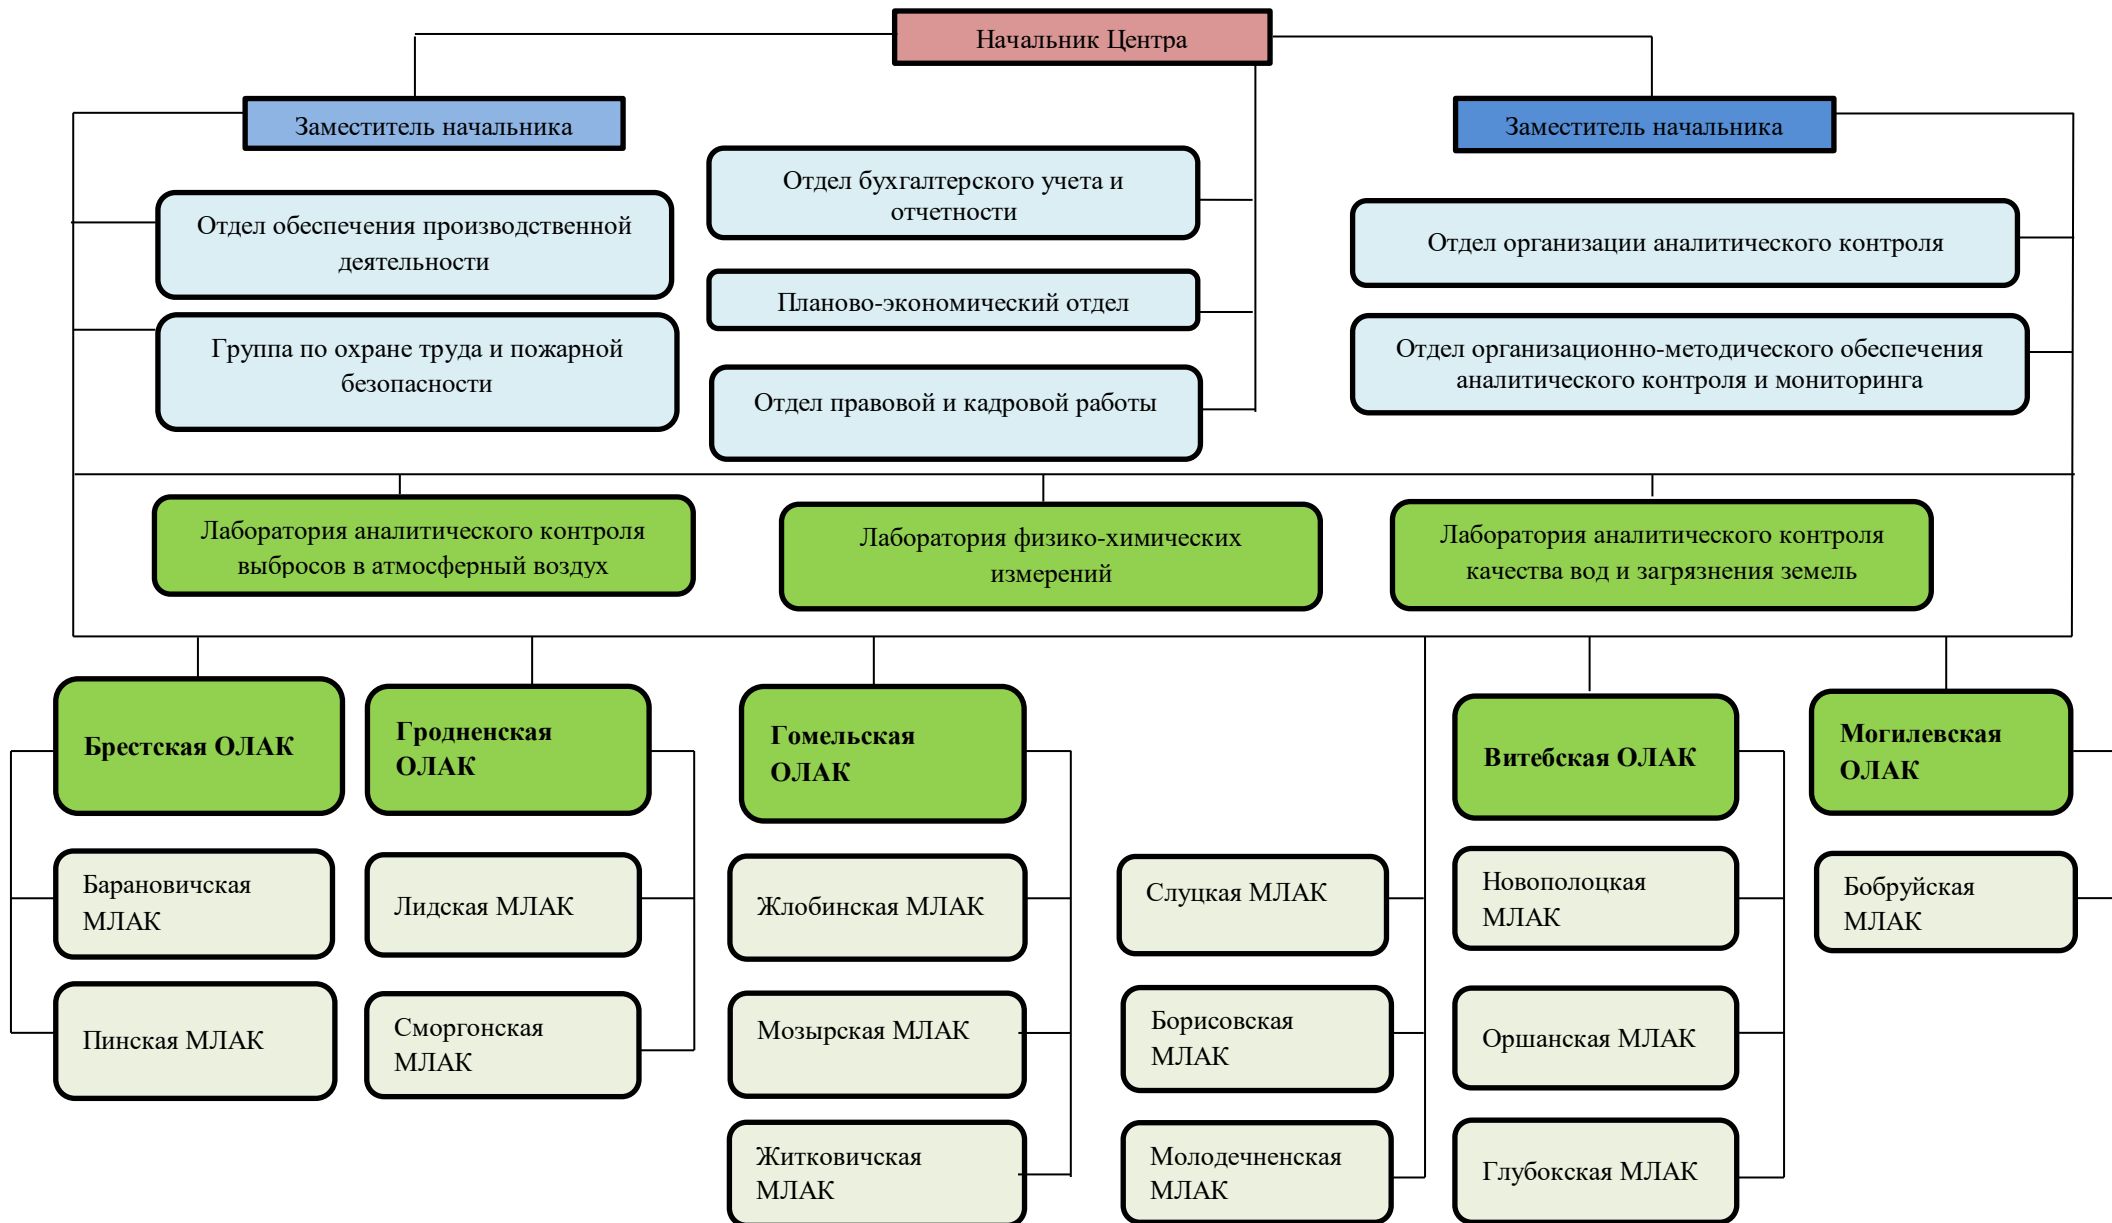 Начальник Центра
Заместитель начальника
Заместитель начальника
Отдел обеспечения производственной
деятельности
Группа по охране труда и пожарной
безопасности
Отдел бухгалтерского учета и
отчетности
Планово-экономический отдел
Отдел правовой и кадровой работы
Отдел организации аналитического контроля
Отдел организационно-методического обеспечения
аналитического контроля и мониторинга
Лаборатория аналитического контроля
выбросов в атмосферный воздух
Лаборатория физико-химических
измерений
Лаборатория аналитического контроля
качества вод и загрязнения земель
Брестская ОЛАК
Барановичская
МЛАК
Пинская МЛАК
Гродненская
ОЛАК
Лидская МЛАК
Сморгонская
МЛАК
Гомельская
ОЛАК
Жлобинская МЛАК
Мозырская МЛАК
Житковичская
МЛАК
Слуцкая МЛАК
Борисовская
МЛАК
Молодечненская
МЛАК
Витебская ОЛАК
Новополоцкая
МЛАК
Оршанская МЛАК
Глубокская МЛАК
Могилевская
ОЛАК
Бобруйская
МЛАК